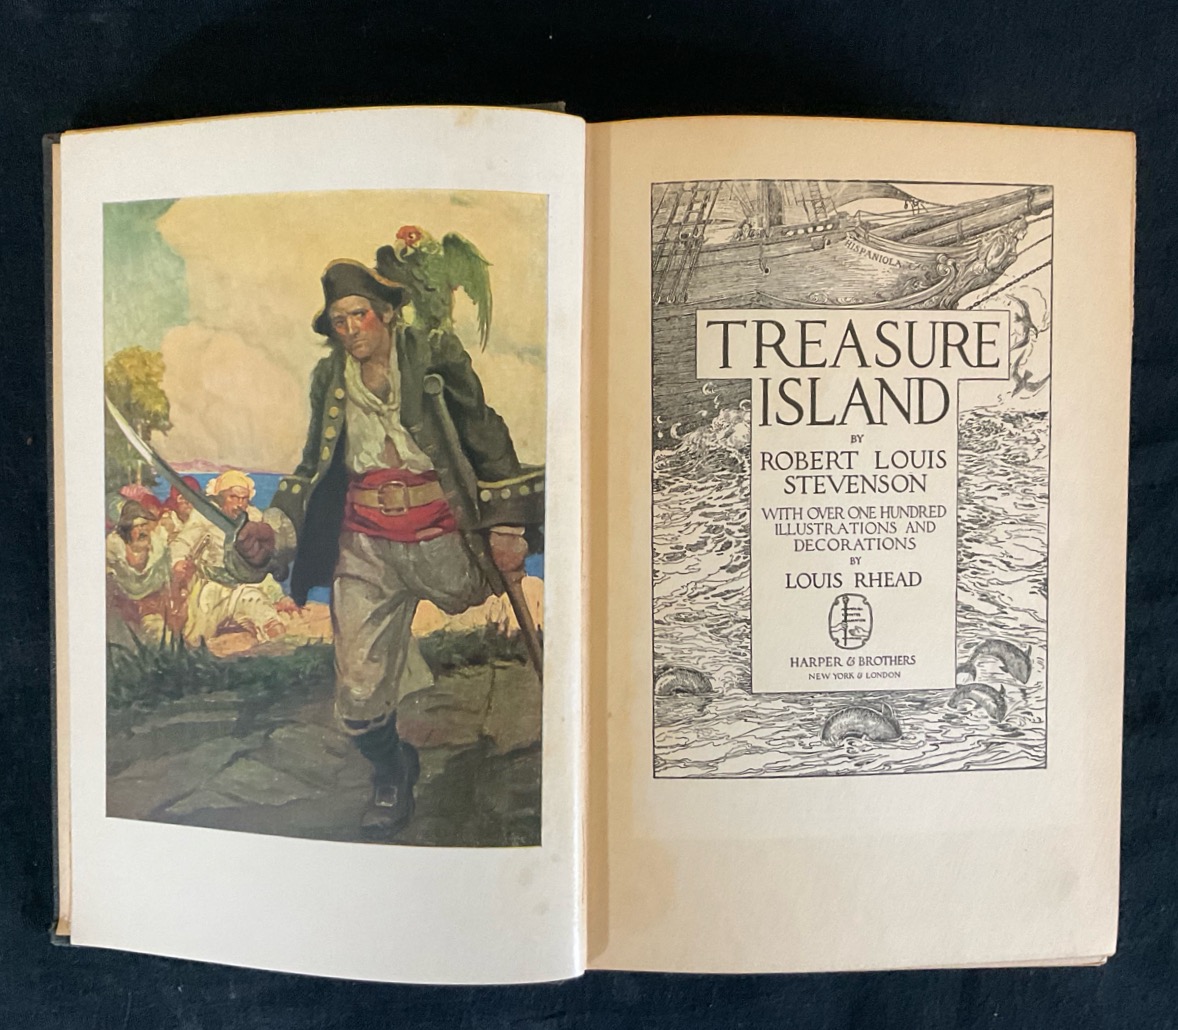 HISPANIOLA
TREASURE
ISLAND
BY
ROBERT LOUIS
STEVENSON
WITH OVER ONE HUNDRED
ILLUSTRATIONS AND
DECORATIONS
BY
LOUIS RHEAD
HARPER & BROTHERS
NEW YORK & LONDON